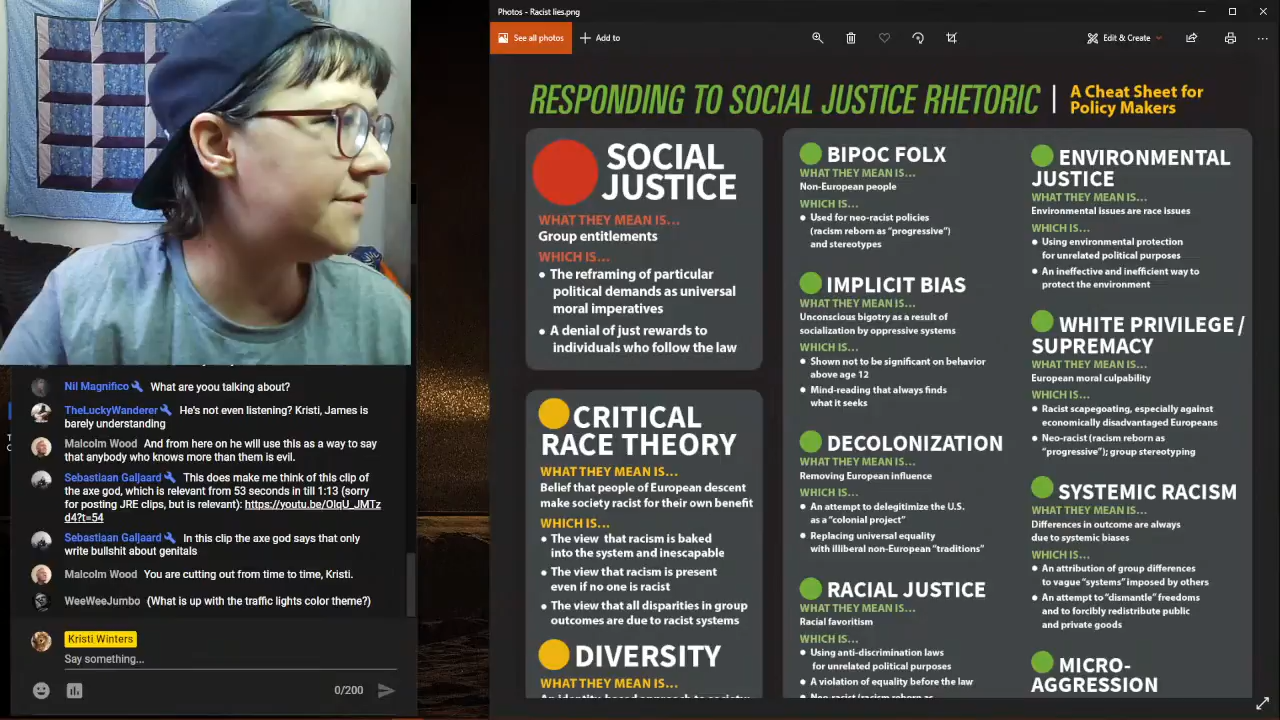 Photos - Racist lies.png
See all photos
Add to
Edit & Create
RESPONDING TO SOCIAL JUSTICE RHETORIC
A Cheat Sheet for
Policy Makers
SOCIAL
JUSTICE
WHAT THEY MEAN IS...
Group entitlements
WHICH IS...
● The reframing of particular
political demands as universal
moral imperatives
● A denial of just rewards to
individuals who follow the law
CRITICAL
RACE THEORY
WHAT THEY MEAN IS...
Belief that people of European descent
make society racist for their own benefit
WHICH IS...
● The view that racism is baked
into the system and inescapable
● The view that racism is present
even if no one is racist
● The view that all disparities in group
outcomes are due to racist systems
DIVERSITY
WHAT THEY MEAN IS...
BIPOC FOLX
WHAT THEY MEAN IS...
Non-European people
WHICH IS...
● Used for neo-racist policies
(racism reborn as “progressive”)
and stereotypes
IMPLICIT BIAS
WHAT THEY MEAN IS...
Unconscious bigotry as a result of
socialization by oppressive systems
WHICH IS...
● Shown not to be significant on behavior
above age 12
● Mind-reading that always finds
what it seeks
DECOLONIZATION
WHAT THEY MEAN IS...
Removing European influence
WHICH IS...
● An attempt to delegitimize the U.S.
as a “colonial project”
● Replacing universal equality
with illiberal non-European “traditions”
RACIAL JUSTICE
WHAT THEY MEAN IS...
Racial favoritism
WHICH IS...
● Using anti-discrimination laws
for unrelated political purposes
● A violation of equality before the law
● Neo-racist (racism reborn as
ENVIRONMENTAL
JUSTICE
WHAT THEY MEAN IS...
Environmental issues are race issues
WHICH IS...
● Using environmental protection
for unrelated political purposes
● An ineffective and inefficient way to
protect the environment
WHITE PRIVILEGE /
SUPREMACY
WHAT THEY MEAN IS...
European moral culpability
WHICH IS...
● Racist scapegoating, especially against
economically disadvantaged Europeans
● Neo-racist (racism reborn as
“progressive”); group stereotyping
SYSTEMIC RACISM
WHAT THEY MEAN IS...
Differences in outcome are always
due to systemic biases
WHICH IS...
● An attribution of group differences
to vague “systems” imposed by others
● An attempt to “dismantle” freedoms
and to forcibly redistribute public
and private goods
MICRO-
AGGRESSION
Nil Magnifico What are yoou talking about?
TheLuckyWanderer He's not even listening? Kristi, James is
barely understanding
Malcolm Wood And from here on he will use this as a way to say
that anybody who knows more than them is evil.
Sebastiaan Galjaard This does make me think of this clip of
the axe god, which is relevant from 53 seconds in till 1:13 (sorry
for posting JRE clips, but is relevant): https://youtu.be/OlqU_JMTz
d4?t=54
Sebastiaan Galjaard In this clip the axe god says that only
write bullshit about genitals
Malcolm Wood You are cutting out from time to time, Kristi.
WeeWeeJumbo (What is up with the traffic lights color theme?)
Kristi Winters
Say something...
0/200